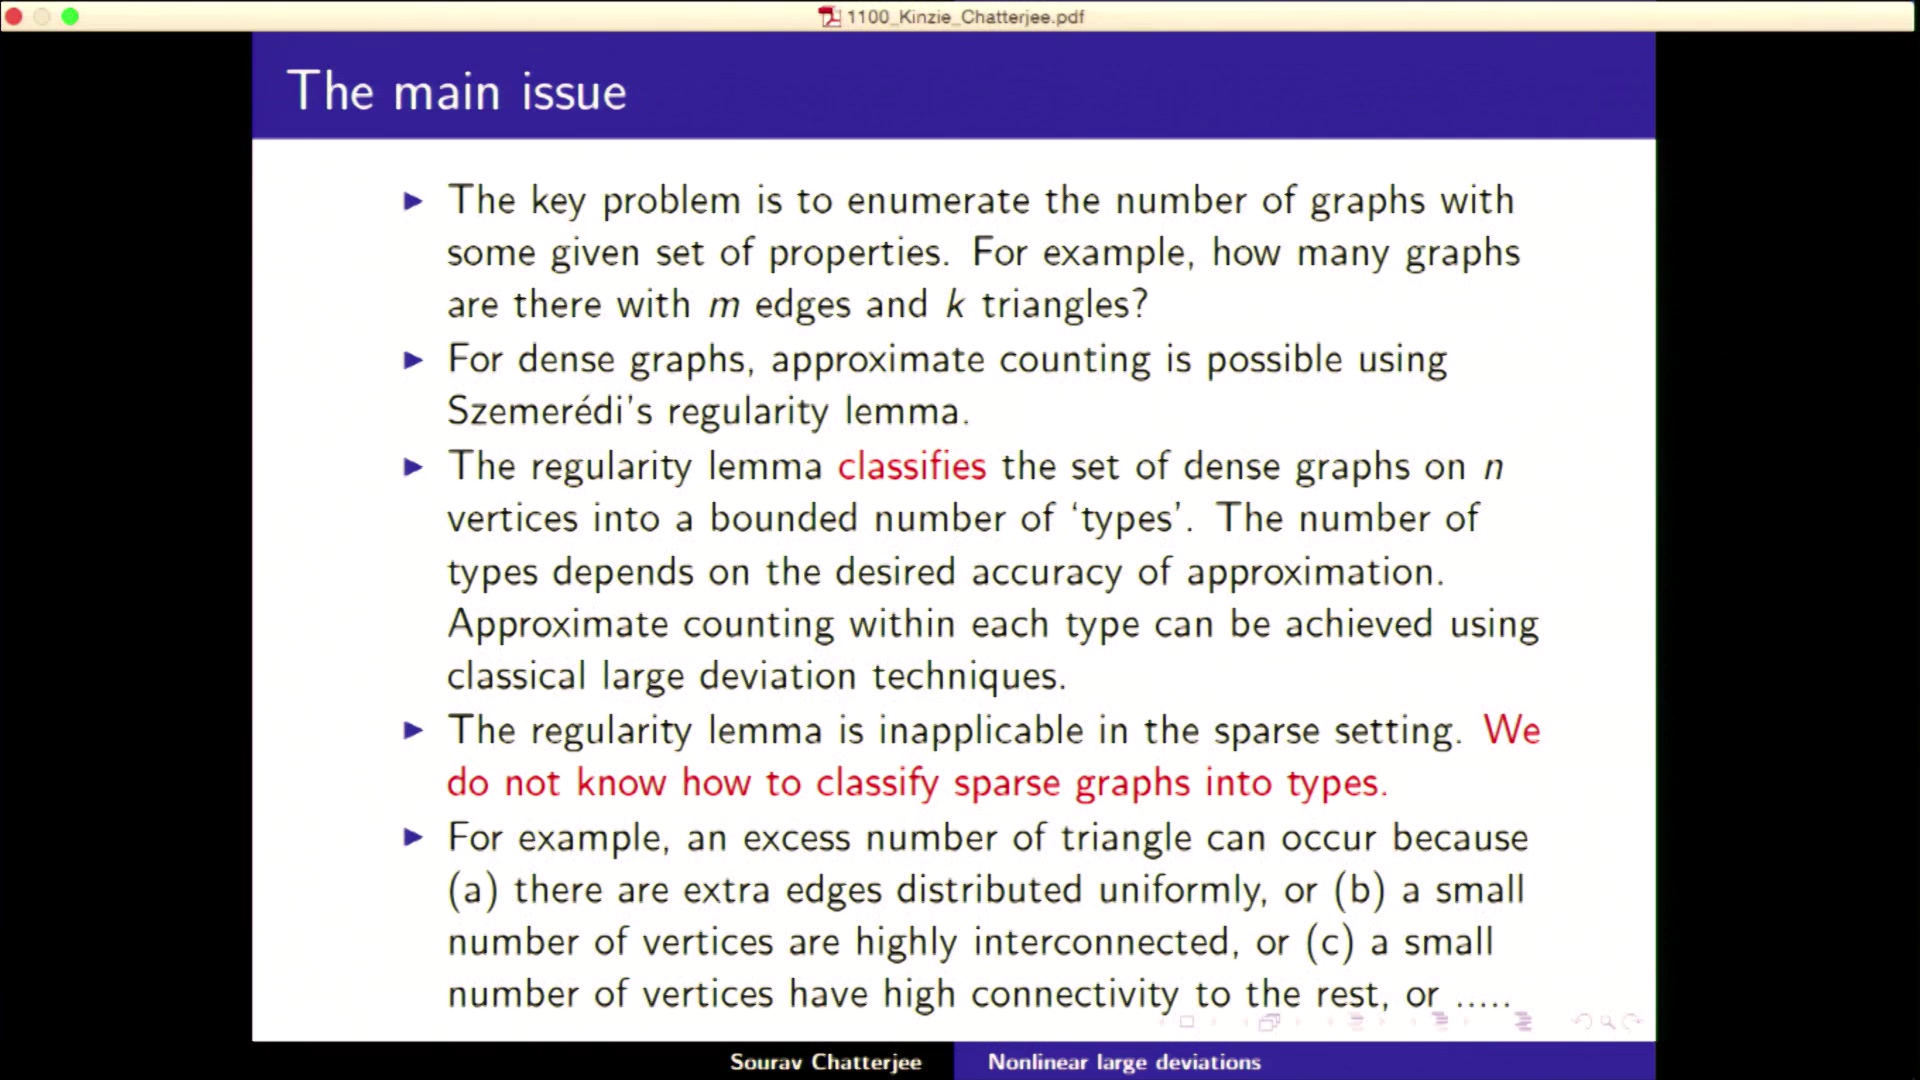 1100_Kinzie_Chatterjee.pdf
The main issue
The key problem is to enumerate the number of graphs with
some given set of properties. For example, how many graphs
are there with m edges and k triangles?
For dense graphs, approximate counting is possible using
Szemerédi's regularity lemma.
The regularity lemma classifies the set of dense graphs on n
vertices into a bounded number of ‘types’. The number of
types depends on the desired accuracy of approximation.
Approximate counting within each type can be achieved using
classical large deviation techniques.
The regularity lemma is inapplicable in the sparse setting. We
do not know how to classify sparse graphs into types.
For example, an excess number of triangle can occur because
(a) there are extra edges distributed uniformly, or (b) a small
number of vertices are highly interconnected, or (c) a small
number of vertices have high connectivity to the rest, or .....
Sourav Chatterjee
Nonlinear large deviations